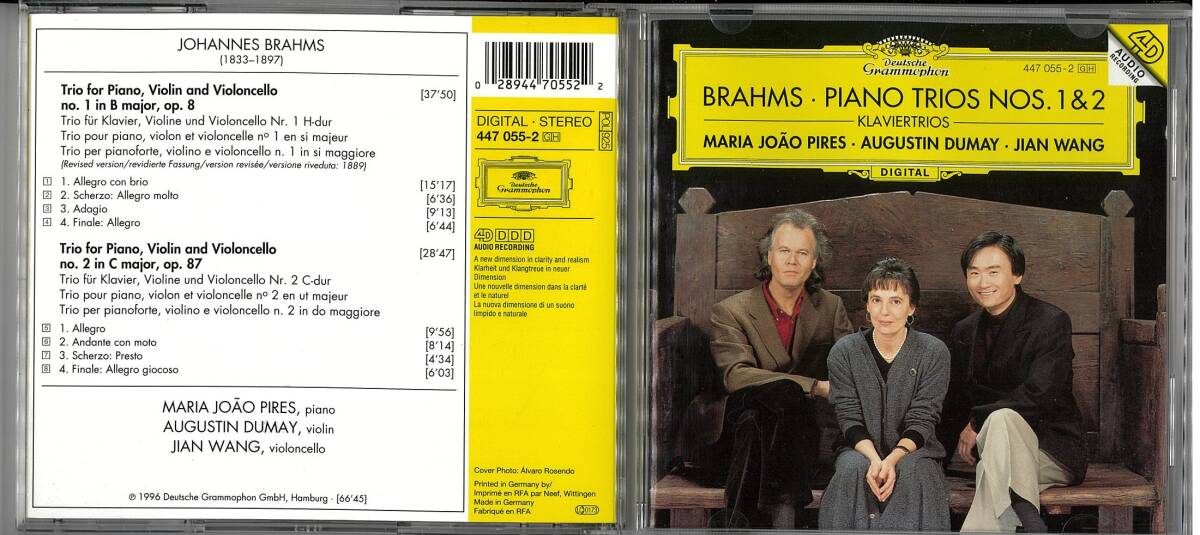 JOHANNES BRAHMS
(1833–1897)
Trio for Piano, Violin and Violoncello
no. 1 in B major, op. 8 [37'50]
Trio für Klavier, Violine und Violoncello Nr. 1 H-dur
Trio pour piano, violon et violoncelle nº 1 en si majeur
Trio per pianoforte, violino e violoncello n. 1 in si maggiore
(Revised version/revidierte Fassung/version revisée/versione riveduta: 1889)
1 1. Allegro con brio [15'17]
2 2. Scherzo: Allegro molto [6'36]
3 3. Adagio [9'13]
4 4. Finale: Allegro [6'44]
Trio for Piano, Violin and Violoncello [28'47]
no. 2 in C major, op. 87
Trio für Klavier, Violine und Violoncello Nr. 2 C-dur
Trio pour piano, violon et violoncelle nº 2 en ut majeur
Trio per pianoforte, violino e violoncello n. 2 in do maggiore
5 1. Allegro [9'56]
6 2. Andante con moto [8'14]
7 3. Scherzo: Presto [4'34]
8 4. Finale: Allegro giocoso [6'03]
MARIA JOÃO PIRES, piano
AUGUSTIN DUMAY, violin
JIAN WANG, violoncello
℗ 1996 Deutsche Grammophon GmbH, Hamburg · [66'45]
0 28944 70552 2
DIGITAL · STEREO
447 055-2 GH
POL 925
Deutsche
Grammophon
4D DDD
AUDIO RECORDING
A new dimension in clarity and realism
Klarheit und Klangtreue in neuer
Dimension
Une nouvelle dimension dans la clarté
et le naturel
La nuova dimensione di un suono
limpido e naturale
Cover Photo: Álvaro Rosendo
Printed in Germany by/
Imprimé en RFA par Neef, Wittingen
Made in Germany
Fabriqué en RFA
Deutsche
Grammophon
447 055-2 GH
4D
AUDIO
RECORDING
BRAHMS · PIANO TRIOS NOS. 1 & 2
KLAVIERTRIOS
MARIA JOÃO PIRES · AUGUSTIN DUMAY · JIAN WANG
DIGITAL